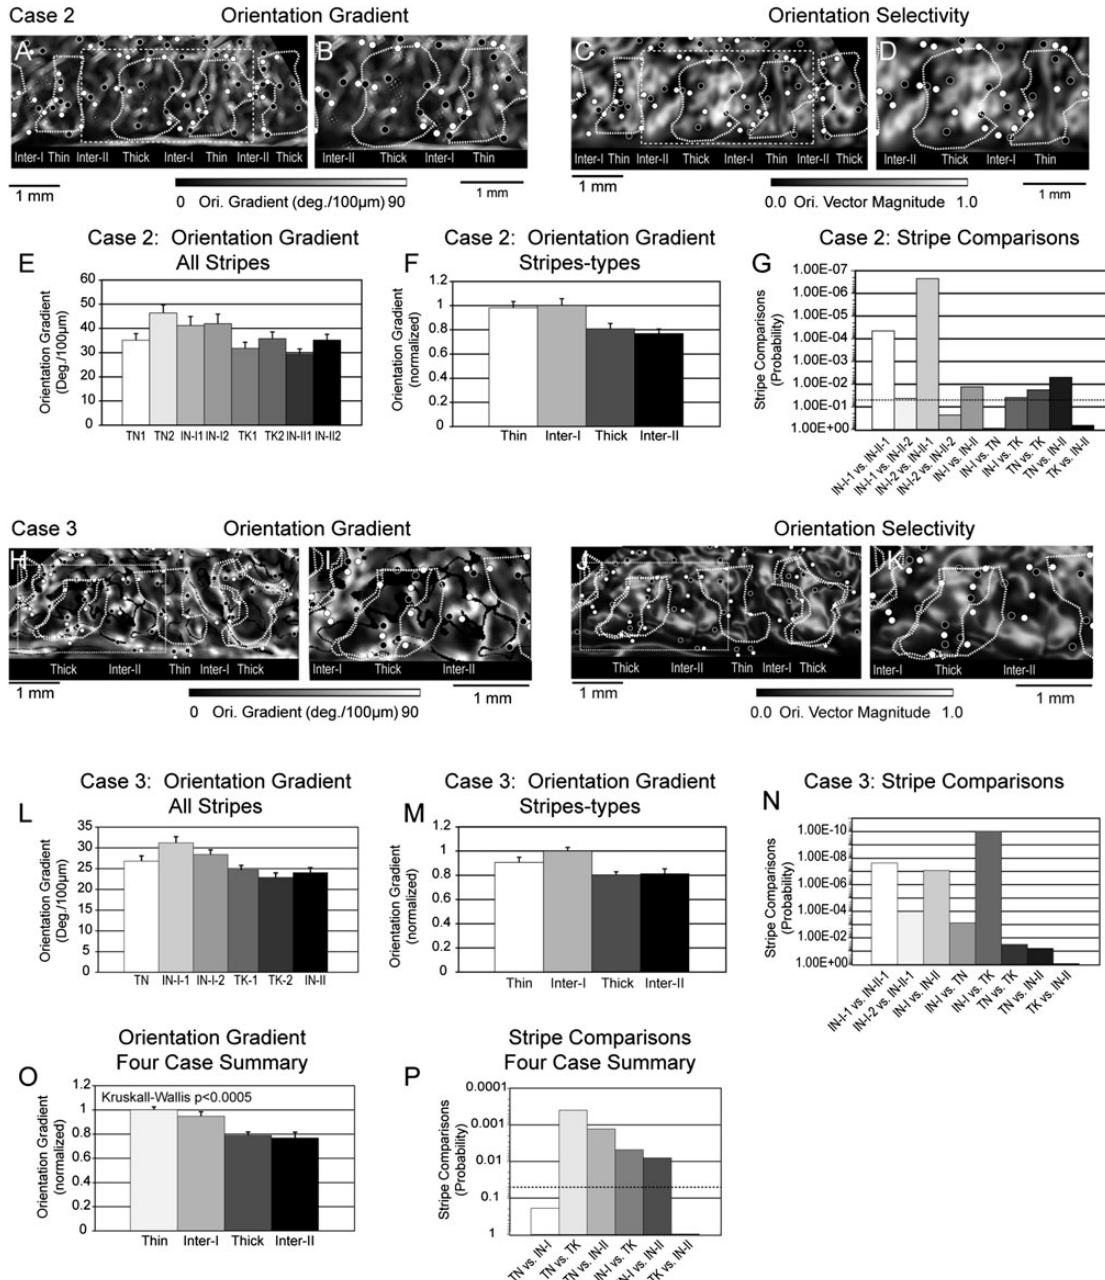 Case 2 Orientation Gradient Orientation Selectivity
A B C D
Inter-I Thin Inter-II Thick Inter-I Thin Inter-II Thick
Inter-II Thick Inter-I Thin
Inter-I Thin Inter-II Thick Inter-I Thin Inter-II Thick
Inter-II Thick Inter-I Thin
1 mm
0 Ori. Gradient (deg./100µm) 90
1 mm
1 mm
0.0 Ori. Vector Magnitude 1.0
1 mm
E
Case 2: Orientation Gradient
All Stripes
Orientation Gradient
(Deg./100µm)
60
50
40
30
20
10
0
TN1 TN2 IN-I1 IN-I2 TK1 TK2 IN-II1 IN-II2
F
Case 2: Orientation Gradient
Stripes-types
Orientation Gradient
(normalized)
1.2
1
0.8
0.6
0.4
0.2
0
Thin Inter-I Thick Inter-II
G
Case 2: Stripe Comparisons
Stripe Comparisons
(Probability)
1.00E-07
1.00E-06
1.00E-05
1.00E-04
1.00E-03
1.00E-02
1.00E-01
1.00E+00
IN-I-1 vs. IN-II-1
IN-I-1 vs. IN-II-2
IN-I-2 vs. IN-II-1
IN-I-2 vs. IN-II-2
IN-I vs. IN-II
IN-I vs. TN
IN-I vs. TK
TN vs. TK
TN vs. IN-II
TK vs. IN-II
Case 3 Orientation Gradient Orientation Selectivity
H I J K
Thick Inter-II Thin Inter-I Thick
Inter-I Thick Inter-II
Thick Inter-II Thin Inter-I Thick
Inter-I Thick Inter-II
1 mm
0 Ori. Gradient (deg./100µm) 90
1 mm
1 mm
0.0 Ori. Vector Magnitude 1.0
1 mm
L
Case 3: Orientation Gradient
All Stripes
Orientation Gradient
(Deg./100µm)
35
30
25
20
15
10
5
0
TN IN-I-1 IN-I-2 TK-1 TK-2 IN-II
M
Case 3: Orientation Gradient
Stripes-types
Orientation Gradient
(normalized)
1.2
1
0.8
0.6
0.4
0.2
0
Thin Inter-I Thick Inter-II
N
Case 3: Stripe Comparisons
Stripe Comparisons
(Probability)
1.00E-10
1.00E-08
1.00E-06
1.00E-04
1.00E-02
1.00E+00
IN-I-1 vs. IN-II-1
IN-I-2 vs. IN-II-1
IN-I vs. IN-II
IN-I vs. TN
IN-I vs. TK
TN vs. TK
TN vs. IN-II
TK vs. IN-II
O
Orientation Gradient
Four Case Summary
Orientation Gradient
(normalized)
1.2
1
0.8
0.6
0.4
0.2
0
Kruskall-Wallis p<0.0005
Thin Inter-I Thick Inter-II
P
Stripe Comparisons
Four Case Summary
Stripe Comparisons
(Probability)
0.0001
0.001
0.01
0.1
1
TN vs. IN-I
TN vs. TK
TN vs. IN-II
IN-I vs. TK
IN-I vs. IN-II
TK vs. IN-II